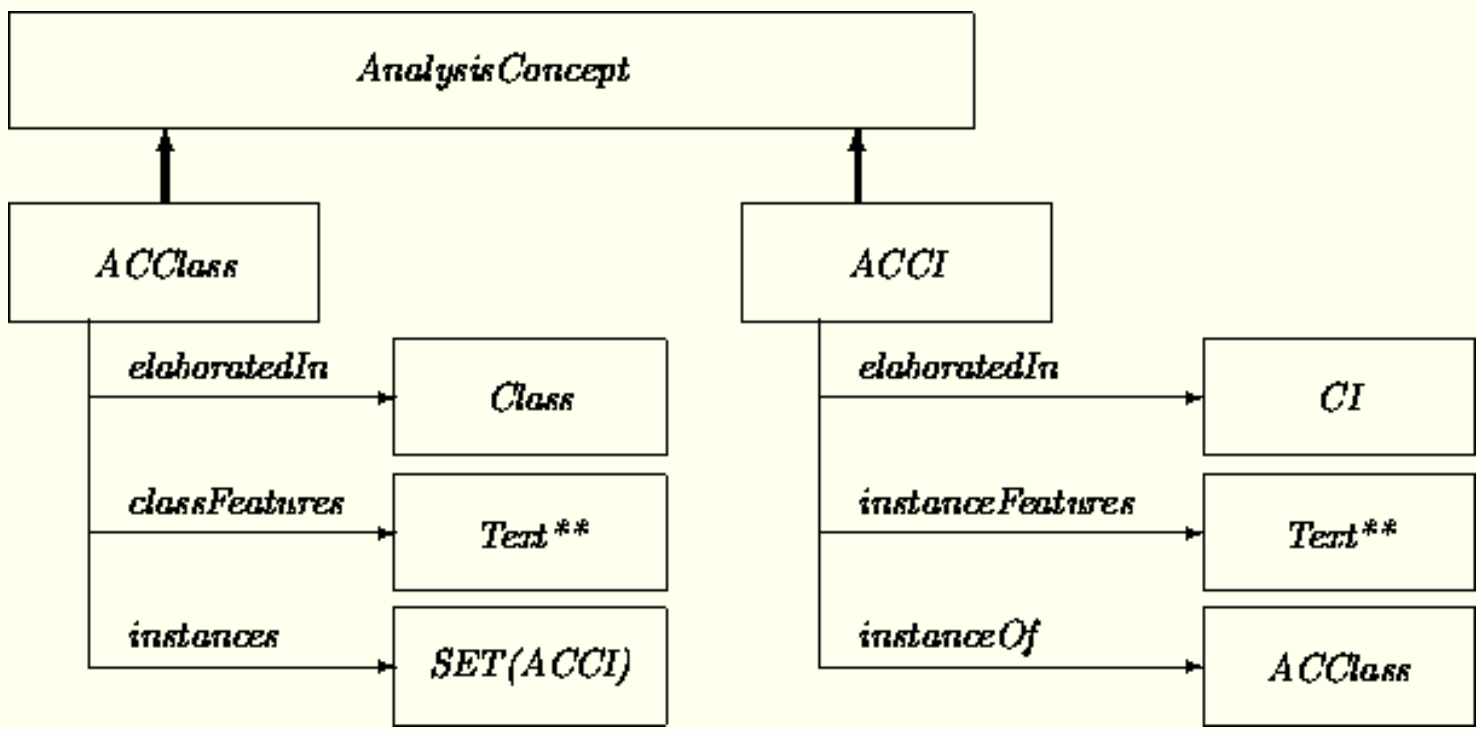 AnalysisConcept
ACClass
ACCI
elaboratedIn
Class
elaboratedIn
CI
classFeatures
Text**
instanceFeatures
Text**
instances
SET(ACCI)
instanceOf
ACClass